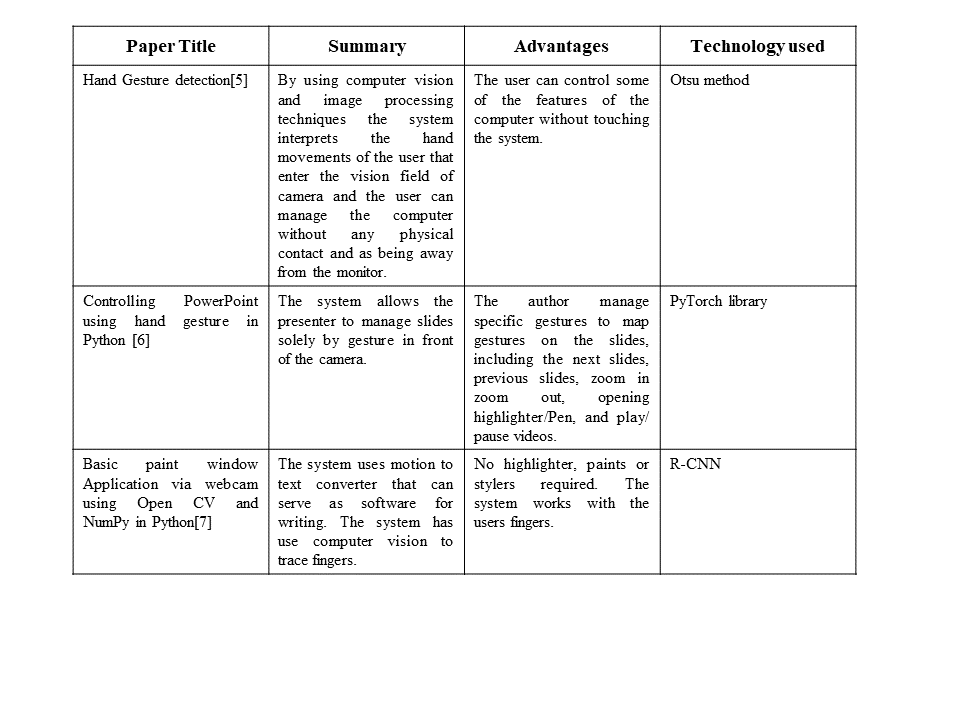 Paper Title
Summary
Advantages
Technology used
Hand Gesture detection[5]
By using computer vision
and image processing
techniques the system
interprets the hand
movements of the user that
enter the vision field of
camera and the user can
manage the computer
without any physical
contact and as being away
from the monitor.
The user can control some
of the features of the
computer without touching
the system.
Otsu method
Controlling PowerPoint
using hand gesture in
Python [6]
The system allows the
presenter to manage slides
solely by gesture in front
of the camera.
The author manage
specific gestures to map
gestures on the slides,
including the next slides,
previous slides, zoom in
zoom out, opening
highlighter/Pen, and play/
pause videos.
PyTorch library
Basic paint window
Application via webcam
using Open CV and
NumPy in Python[7]
The system uses motion to
text converter that can
serve as software for
writing. The system has
use computer vision to
trace fingers.
No highlighter, paints or
stylers required. The
system works with the
users fingers.
R-CNN